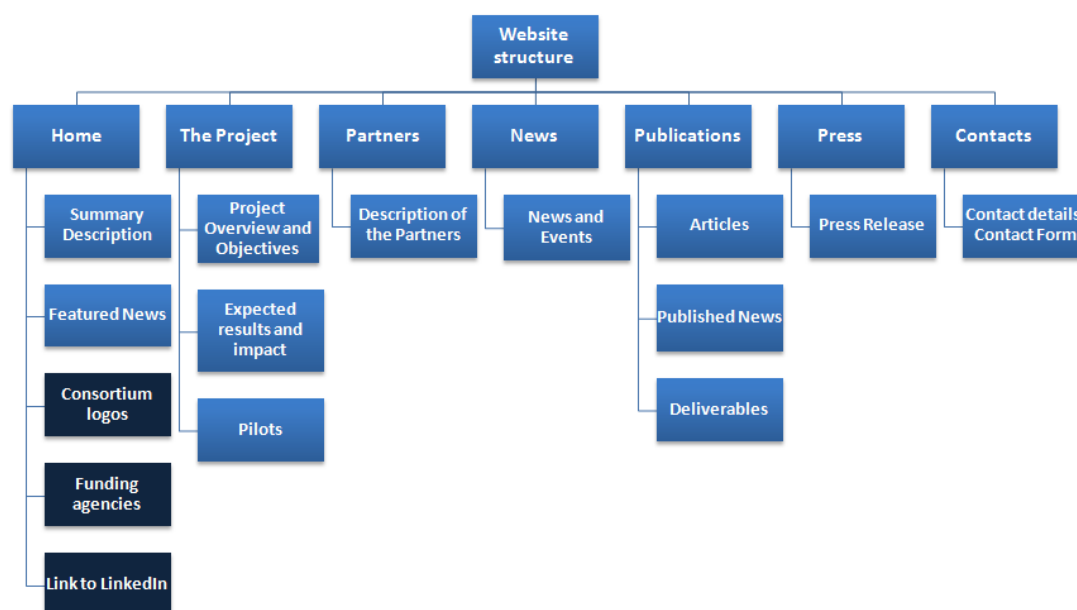 Website
structure
Home
The Project
Partners
News
Publications
Press
Contacts
Summary
Description
Featured News
Consortium
logos
Funding
agencies
Link to LinkedIn
Project
Overview and
Objectives
Expected
results and
impact
Pilots
Description of
the Partners
News and
Events
Articles
Published News
Deliverables
Press Release
Contact details
Contact Form